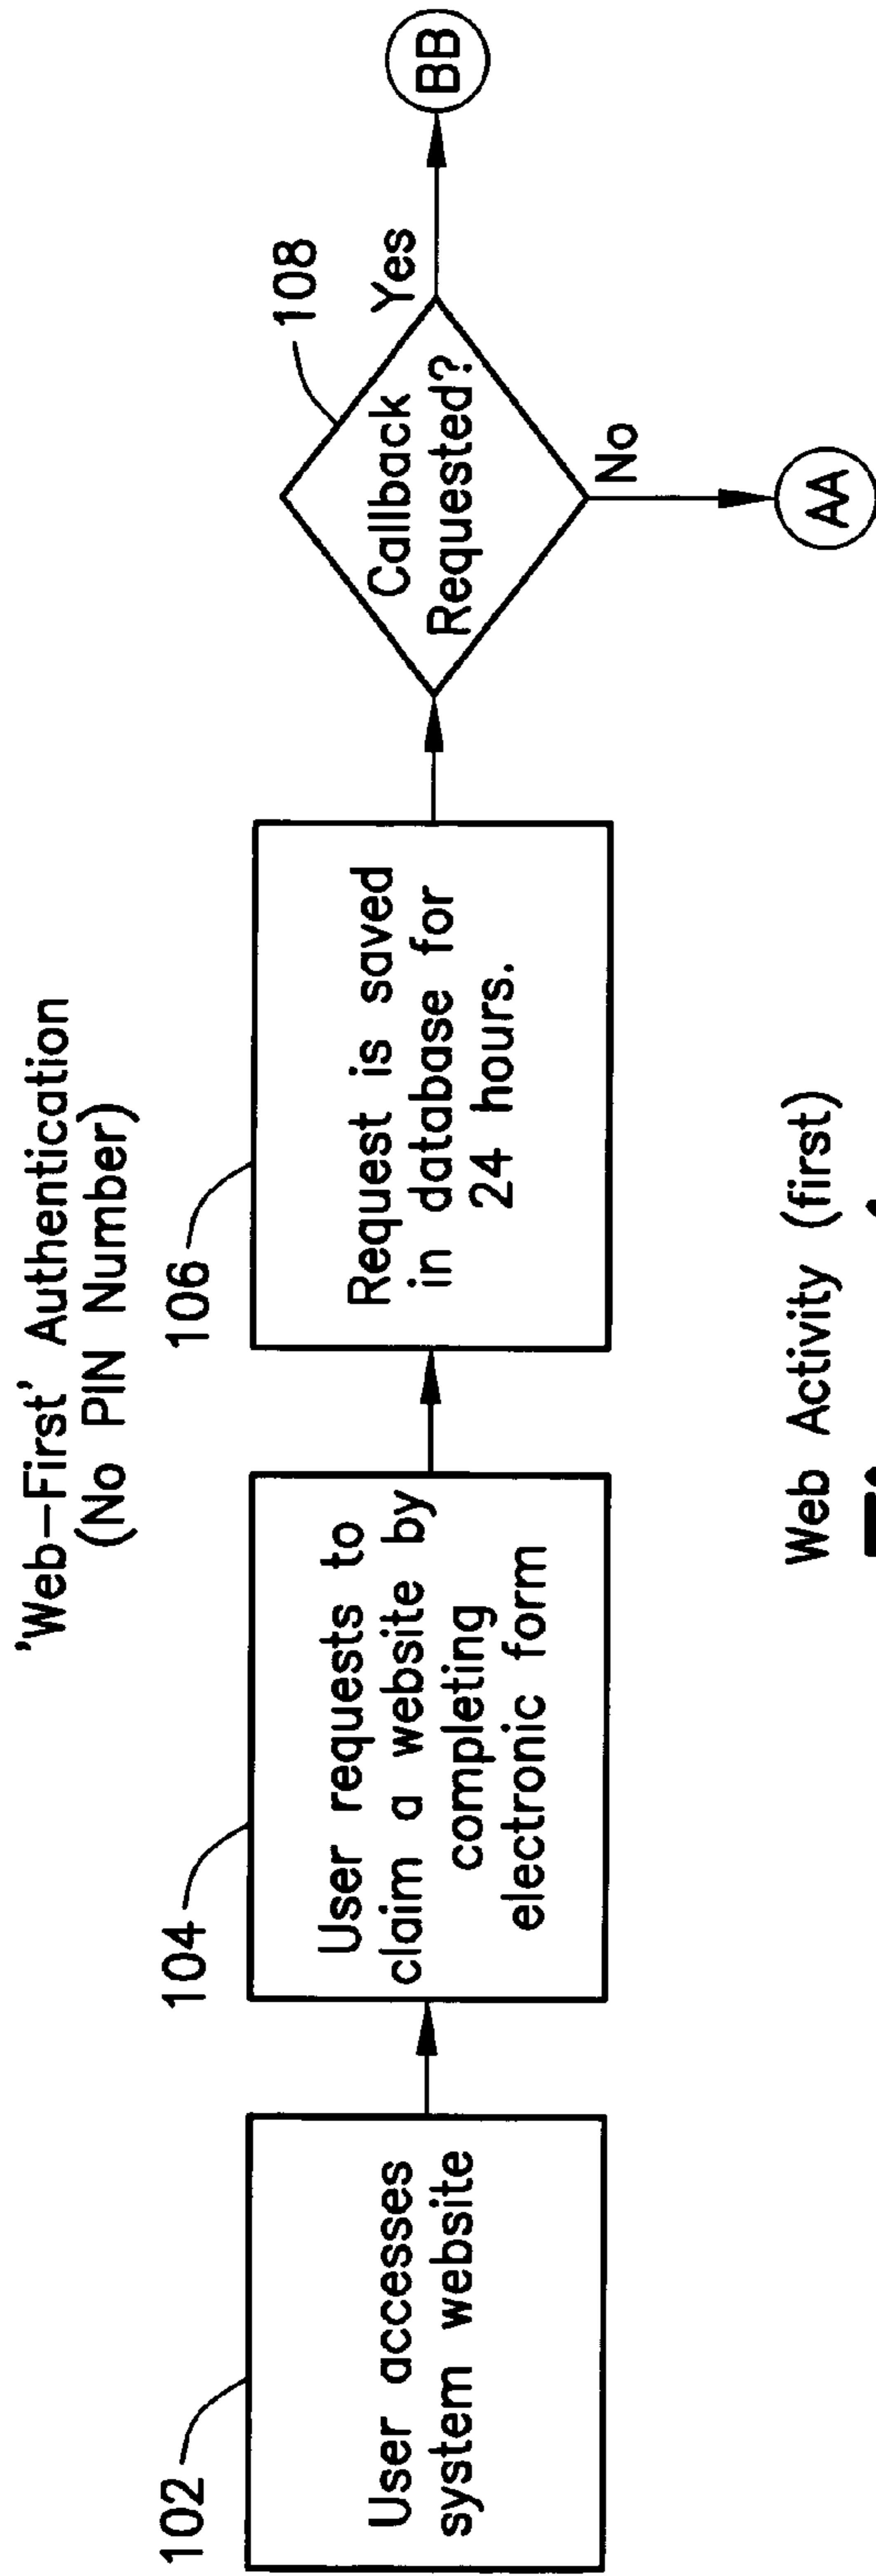 'Web-First' Authentication
(No PIN Number)
102
User accesses
system website
104
User requests to
claim a website by
completing
electronic form
106
Request is saved
in database for
24 hours.
108
Callback
Requested?
Yes
BB
No
AA
Web Activity (first)